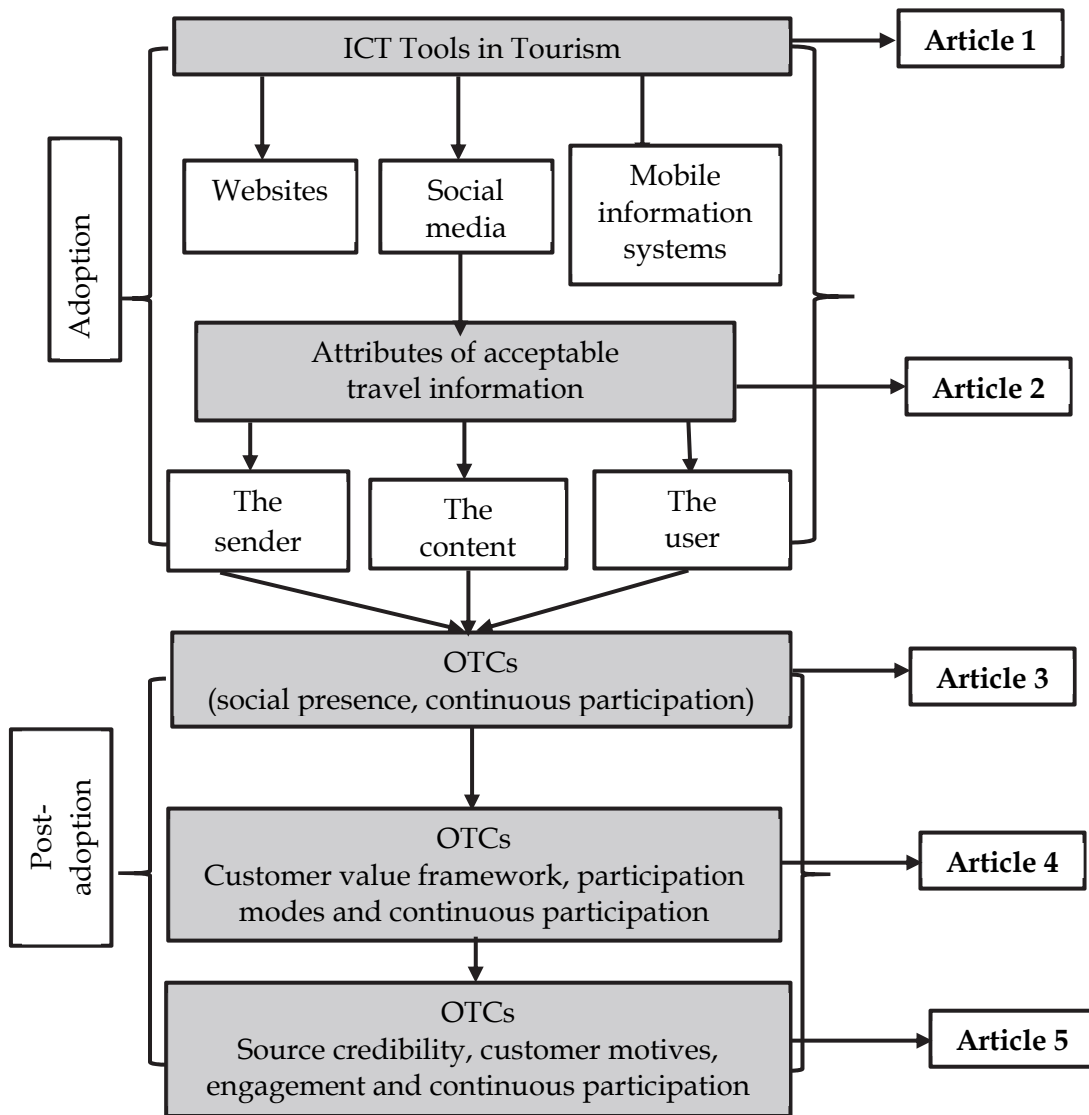 ICT Tools in Tourism
Article 1
Websites
Social
media
Mobile
information
systems
Adoption
Attributes of acceptable
travel information
Article 2
The
sender
The
content
The
user
OTCs
(social presence, continuous participation)
Article 3
Post-
adoption
OTCs
Customer value framework, participation
modes and continuous participation
Article 4
OTCs
Source credibility, customer motives,
engagement and continuous participation
Article 5